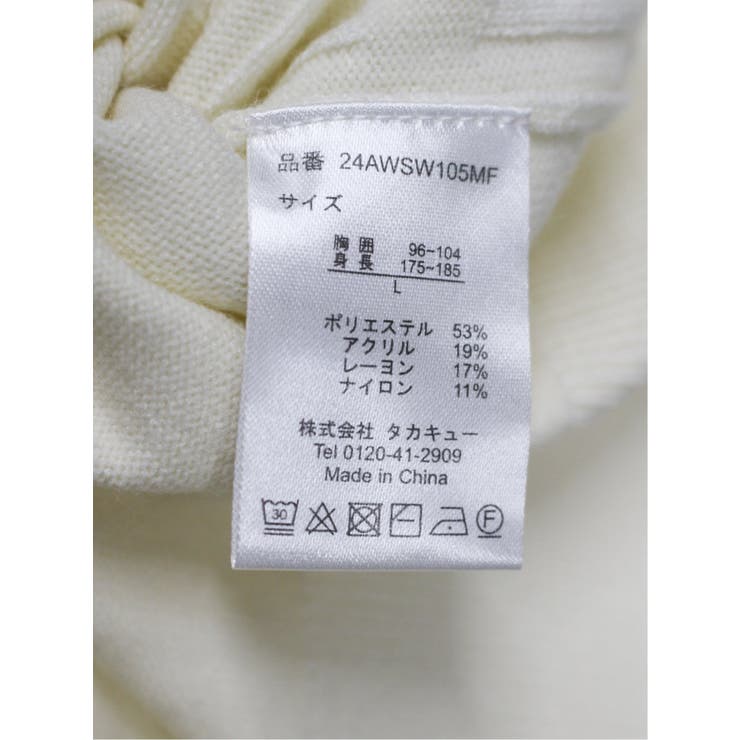 品番 24AWSW105MF
サイズ
胸囲 96~104
身長 175~185
L
ポリエステル 53%
アクリル 19%
レーヨン 17%
ナイロン 11%
株式会社 タカキュー
Tel 0120-41-2909
Made in China
30 F